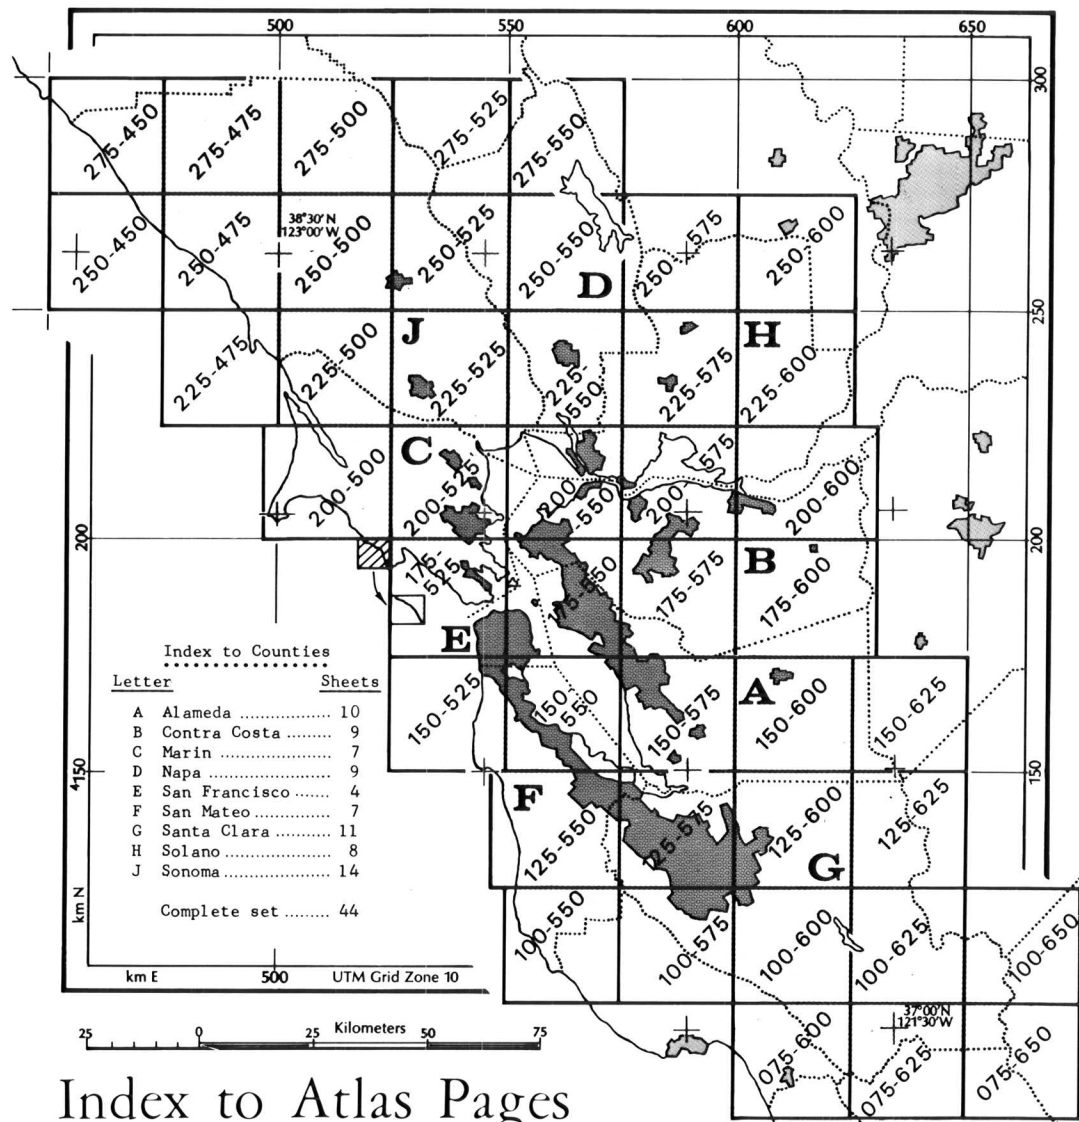 500 550 600 650
300
275-450 275-475 275-500 275-525 275-550
38°30'N
123°00'W
250-450 250-475 250-500 250-525 250-550 250-575 250-600
D
250
J H
225-475 225-500 225-525 225-550 225-575 225-600
C
200-500 200-525 200-550 200-575 200-600
200 200
B
175-525 175-550 175-575 175-600
E
Index to Counties
Letter Sheets
A Alameda ................. 10
B Contra Costa ........ 9
C Marin ................... 7
D Napa ..................... 9
E San Francisco ...... 4
F San Mateo ............. 7
G Santa Clara ......... 11
H Solano .................. 8
J Sonoma ................. 14
Complete set ........ 44
A
150-525 150-550 150-575 150-600 150-625
4150 150
F
125-550 125-575 125-600 125-625
G
km N
100-550 100-575 100-600 100-625 100-650
km E 500 UTM Grid Zone 10
37°00'N
121°30'W
25 0 25 Kilometers 50 75
075-600 075-625 075-650
Index to Atlas Pages